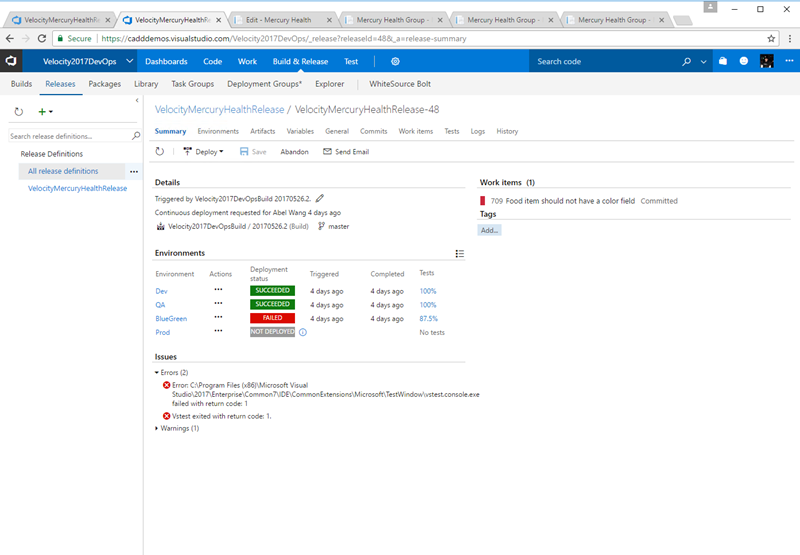 VelocityMercuryHealthRe
VelocityMercuryHealthRe
Edit - Mercury Health
Mercury Health Group -
Mercury Health Group -
Mercury Health Group -
Secure
https://cadddemos.visualstudio.com/Velocity2017DevOps/_release?releaseId=48&_a=release-summary
Velocity2017DevOps
Dashboards
Code
Work
Build & Release
Test
Search code
Builds
Releases
Packages
Library
Task Groups
Deployment Groups*
Explorer
WhiteSource Bolt
Search release definitions...
Release Definitions
All release definitions
VelocityMercuryHealthRelease
VelocityMercuryHealthRelease / VelocityMercuryHealthRelease-48
Summary
Environments
Artifacts
Variables
General
Commits
Work items
Tests
Logs
History
Deploy
Save
Abandon
Send Email
Details
Triggered by Velocity2017DevOpsBuild 20170526.2.
Continuous deployment requested for Abel Wang 4 days ago
Velocity2017DevOpsBuild / 20170526.2 (Build) master
Environments
Environment Actions Deployment status Triggered Completed Tests
Dev SUCCEEDED 4 days ago 4 days ago 100%
QA SUCCEEDED 4 days ago 4 days ago 100%
BlueGreen FAILED 4 days ago 4 days ago 87.5%
Prod NOT DEPLOYED No tests
Issues
Errors (2)
Error: C:\Program Files (x86)\Microsoft Visual
Studio\2017\Enterprise\Common7\IDE\CommonExtensions\Microsoft\TestWindow\vstest.console.exe
failed with return code: 1
Vstest exited with return code: 1.
Warnings (1)
Work items (1)
709 Food item should not have a color field Committed
Tags
Add...